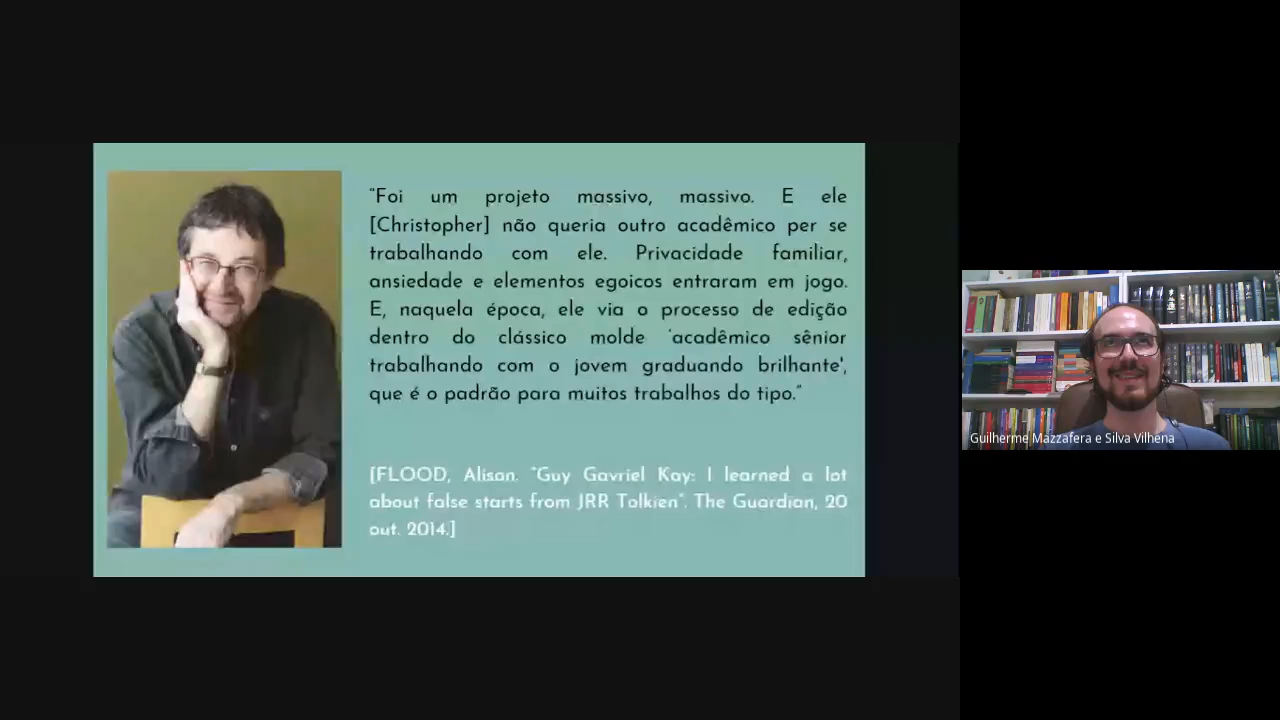 “Foi um projeto massivo, massivo. E ele
[Christopher] não queria outro acadêmico per se
trabalhando com ele. Privacidade familiar,
ansiedade e elementos egoicos entraram em jogo.
E, naquela época, ele via o processo de edição
dentro do clássico molde 'acadêmico sênior
trabalhando com o jovem graduando brilhante',
que é o padrão para muitos trabalhos do tipo.”
[FLOOD, Alisan. “Guy Gavriel Kay: I learned a lot
about false starts from JRR Tolkien”. The Guardian, 20
out. 2014.]
Guilherme Mazzafera e Silva Vilhena